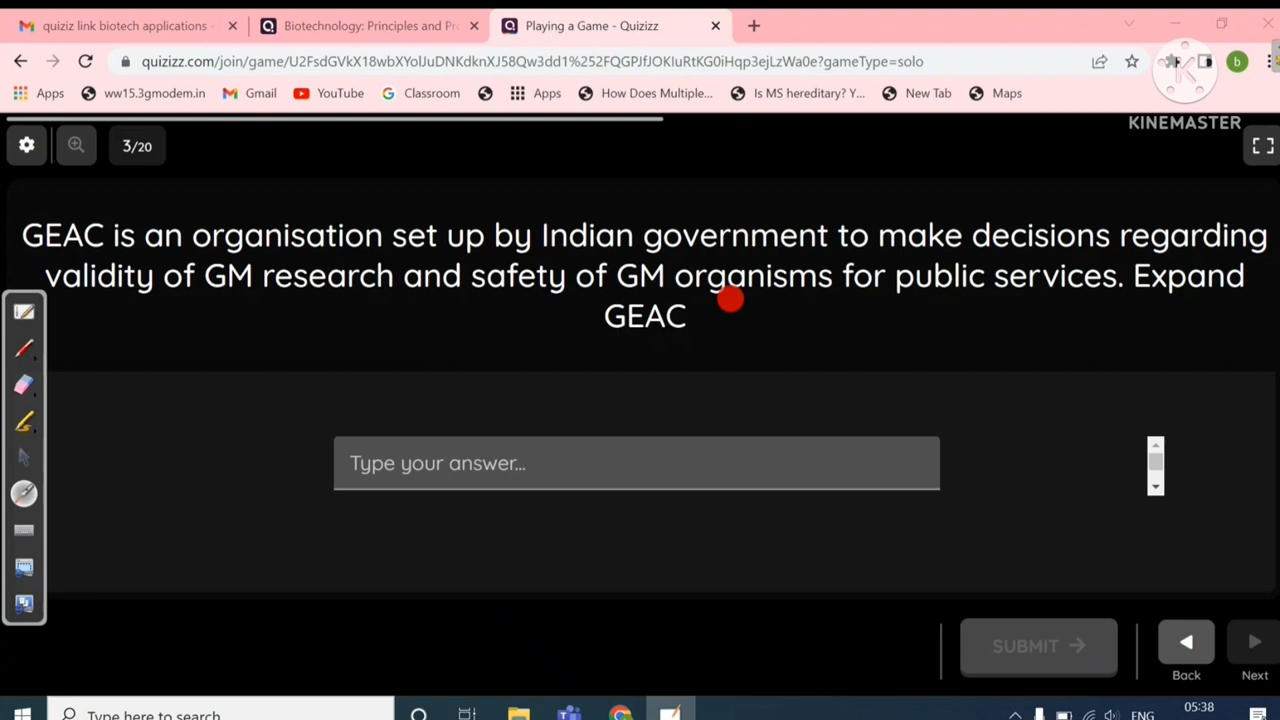 quiziz link biotech applications -
Biotechnology: Principles and Pro
Playing a Game - Quizizz
quizizz.com/join/game/U2FsdGVkX18wbXYolJuDNKdknXJ58Qw3dd1%252FQGPJfJOKIuRtKG0iHqp3ejLzWa0e?gameType=solo
b
Apps
ww15.3gmodem.in
Gmail
YouTube
Classroom
Apps
How Does Multiple...
Is MS hereditary? Y...
New Tab
Maps
KINEMASTER
3/20
GEAC is an organisation set up by Indian government to make decisions regarding
validity of GM research and safety of GM organisms for public services. Expand
GEAC
Type your answer...
SUBMIT
Back
Next
Type here to search
ENG
05:38